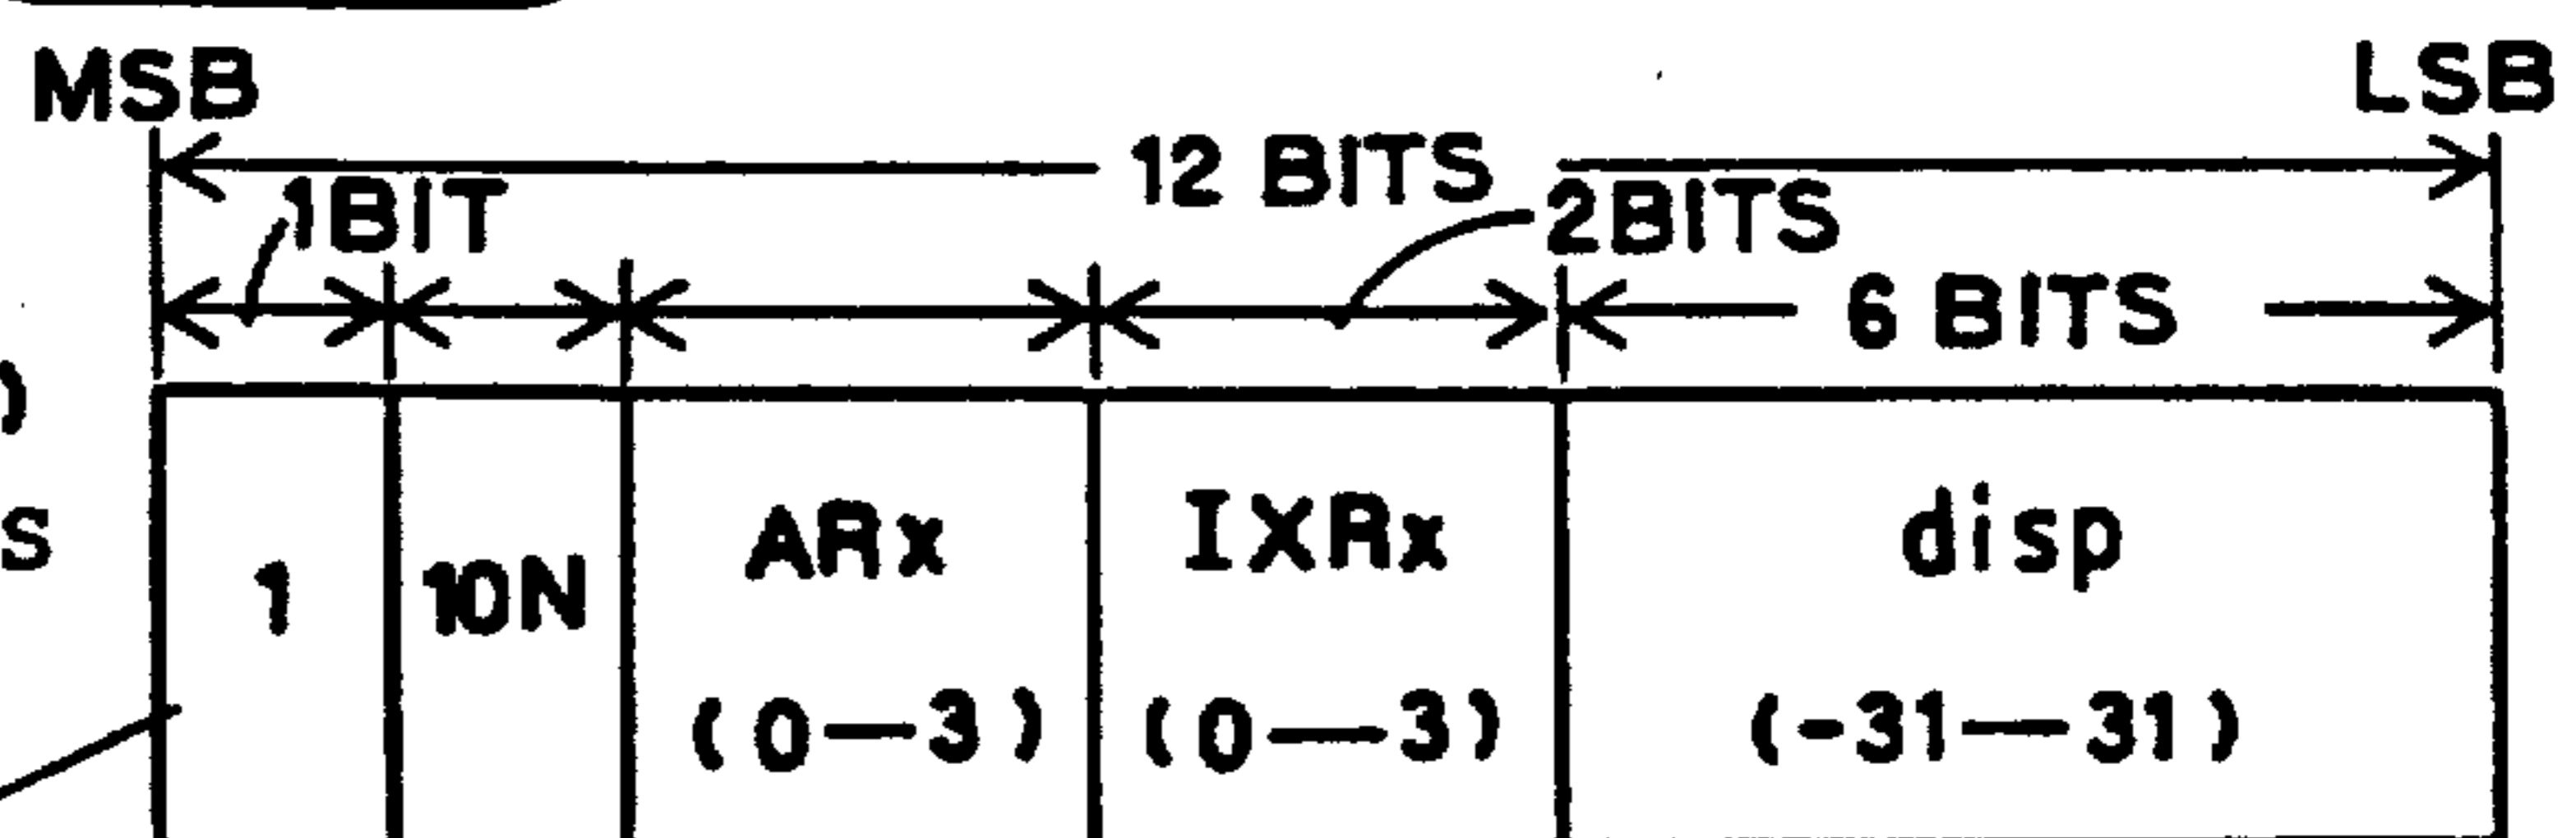 MSB LSB
12 BITS
1BIT 2BITS
6 BITS
)
S 1 10N ARx IXRx disp
(0—3) (0—3) (-31—31)